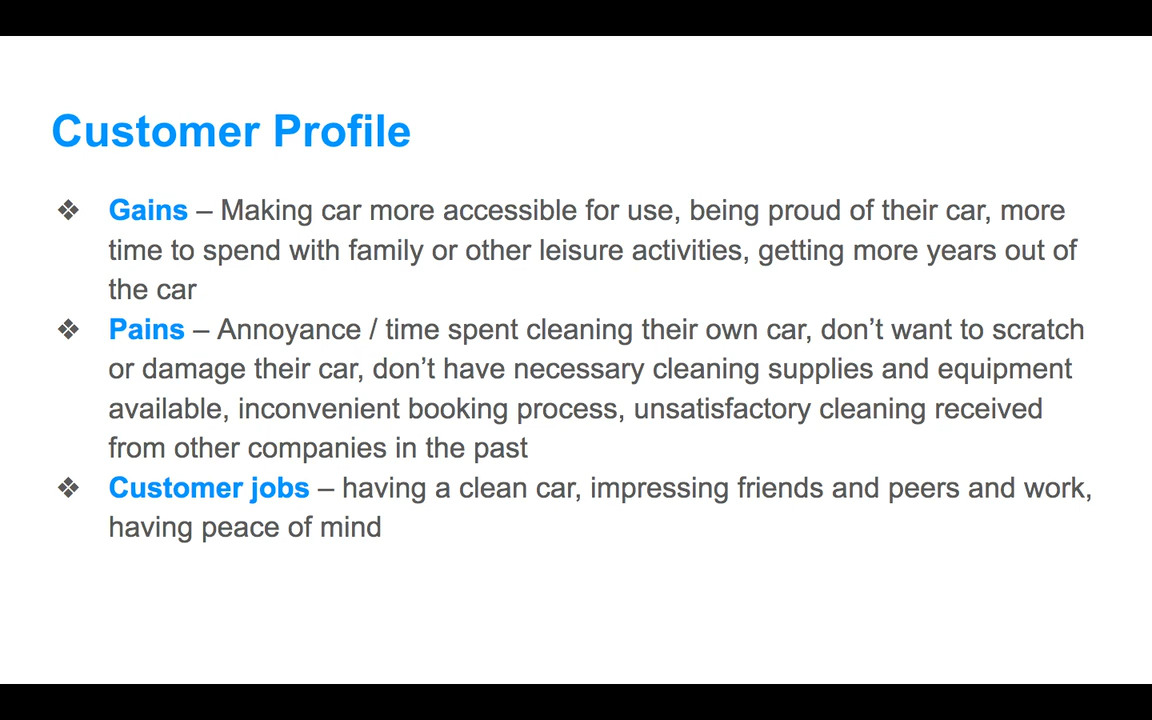 Customer Profile
❖ Gains – Making car more accessible for use, being proud of their car, more
time to spend with family or other leisure activities, getting more years out of
the car
❖ Pains – Annoyance / time spent cleaning their own car, don’t want to scratch
or damage their car, don’t have necessary cleaning supplies and equipment
available, inconvenient booking process, unsatisfactory cleaning received
from other companies in the past
❖ Customer jobs – having a clean car, impressing friends and peers and work,
having peace of mind